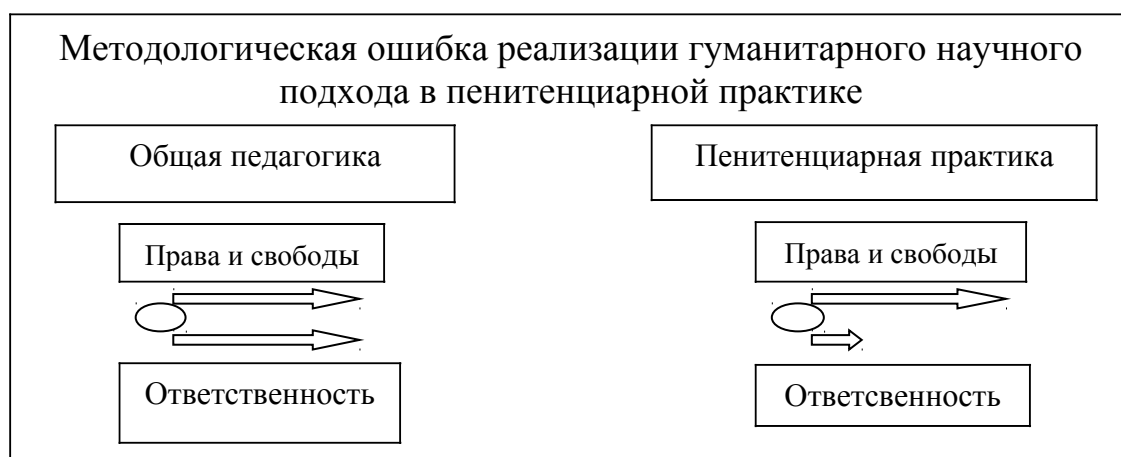 Методологическая ошибка реализации гуманитарного научного
подхода в пенитенциарной практике
Общая педагогика
Пенитенциарная практика
Права и свободы
Права и свободы
Ответственность
Ответсвенность